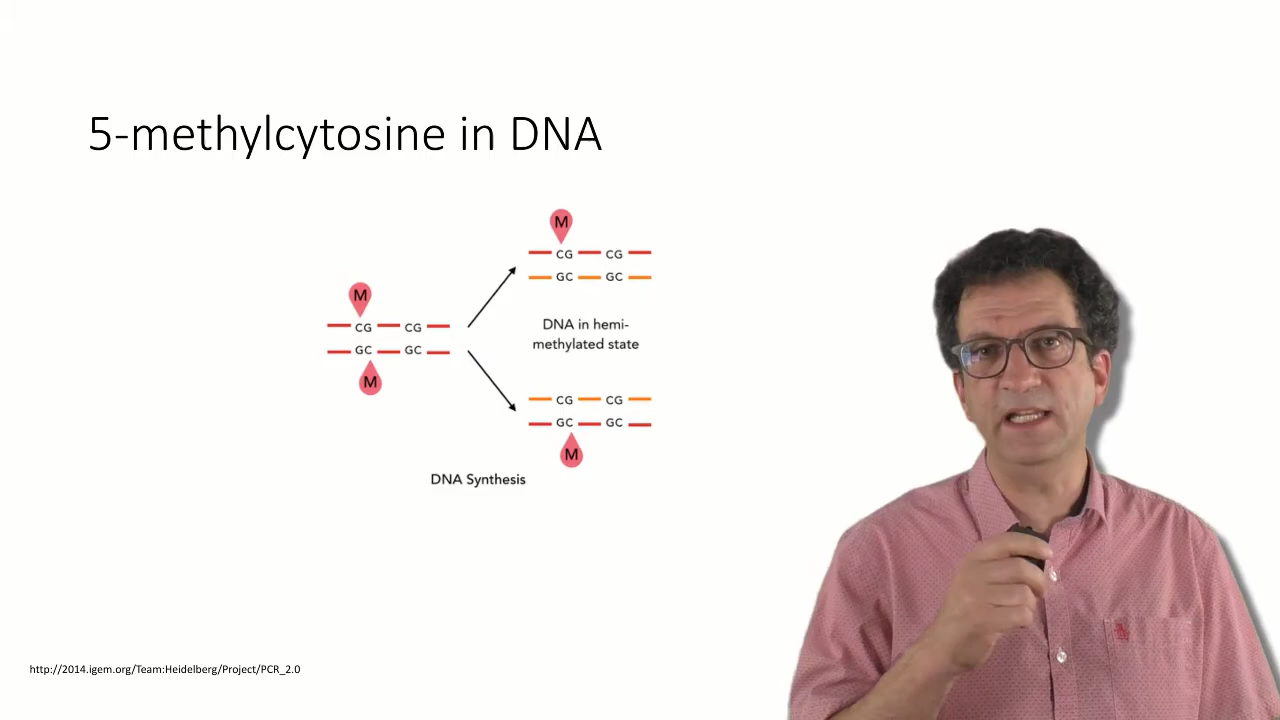 5-methylcytosine in DNA
M
CG CG
GC GC
M
M
CG CG
GC GC
DNA in hemi-
methylated state
CG CG
GC GC
M
DNA Synthesis
http://2014.igem.org/Team:Heidelberg/Project/PCR_2.0